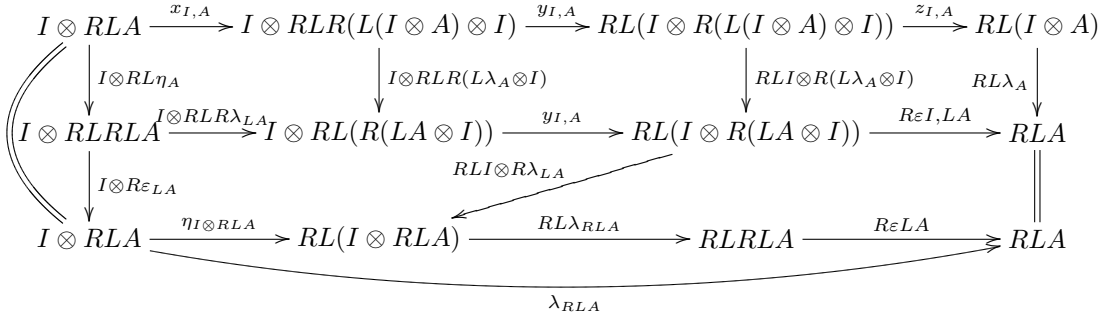 x_{I,A} y_{I,A} z_{I,A}
I ⊗ RLA I ⊗ RLR(L(I ⊗ A) ⊗ I) RL(I ⊗ R(L(I ⊗ A) ⊗ I)) RL(I ⊗ A)
I⊗RLη_A I⊗RLR(Lλ_A⊗I) RLI⊗R(Lλ_A⊗I) RLλ_A
I⊗RLRλ_{LA} y_{I,A} RεI,LA
I ⊗ RLRLA I ⊗ RL(R(LA ⊗ I)) RL(I ⊗ R(LA ⊗ I)) RLA
I⊗Rε_{LA} RLI⊗Rλ_{LA}
η_{I⊗RLA} RLλ_{RLA} RεLA
I ⊗ RLA RL(I ⊗ RLA) RLRLA RLA
λ_{RLA}